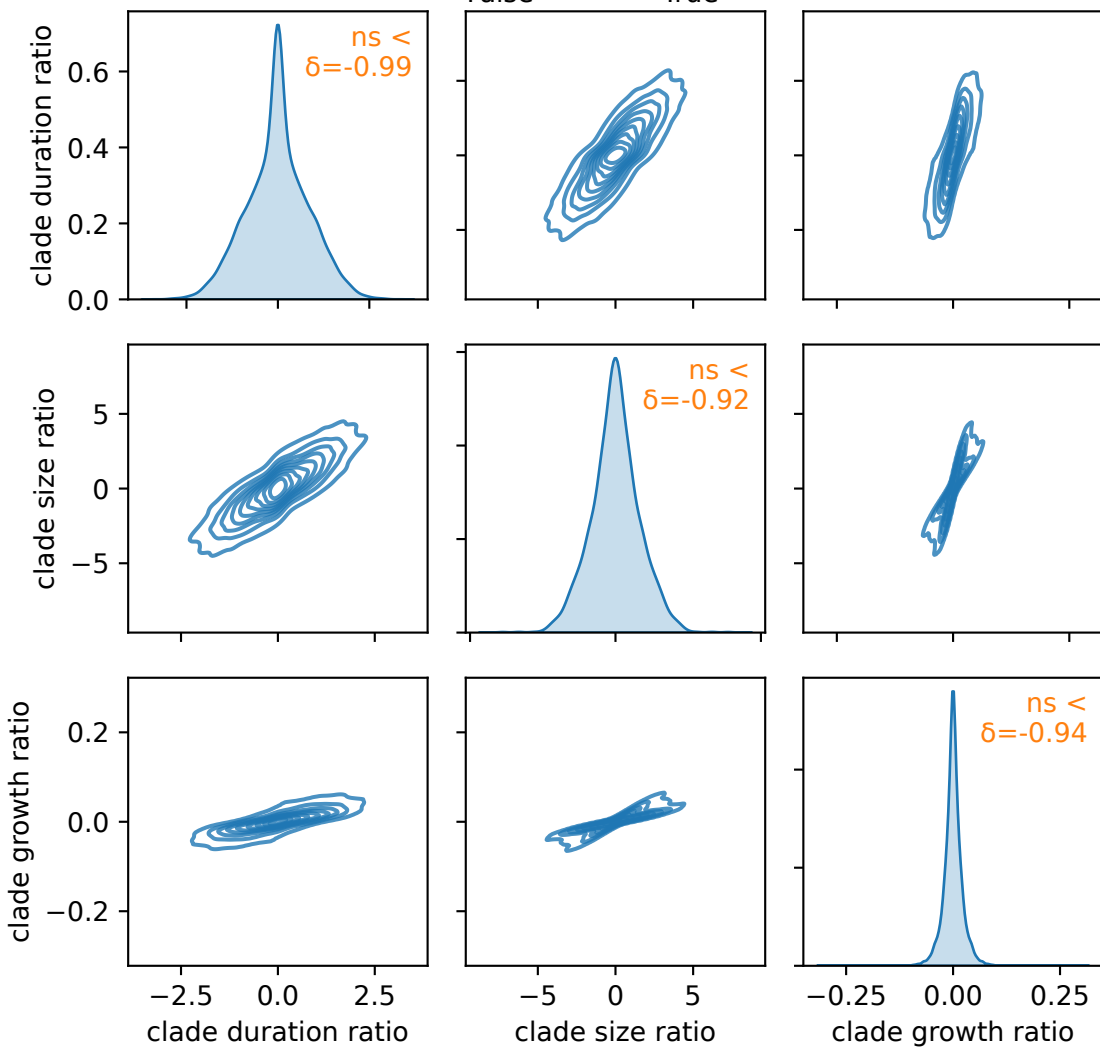 True
clade duration ratio
0.6
0.4
0.2
0.0
ns <
δ=-0.99
clade size ratio
5
0
−5
ns <
δ=-0.92
clade growth ratio
0.2
0.0
−0.2
ns <
δ=-0.94
−2.5 0.0 2.5 −5 0 5 −0.25 0.00 0.25
clade duration ratio clade size ratio clade growth ratio